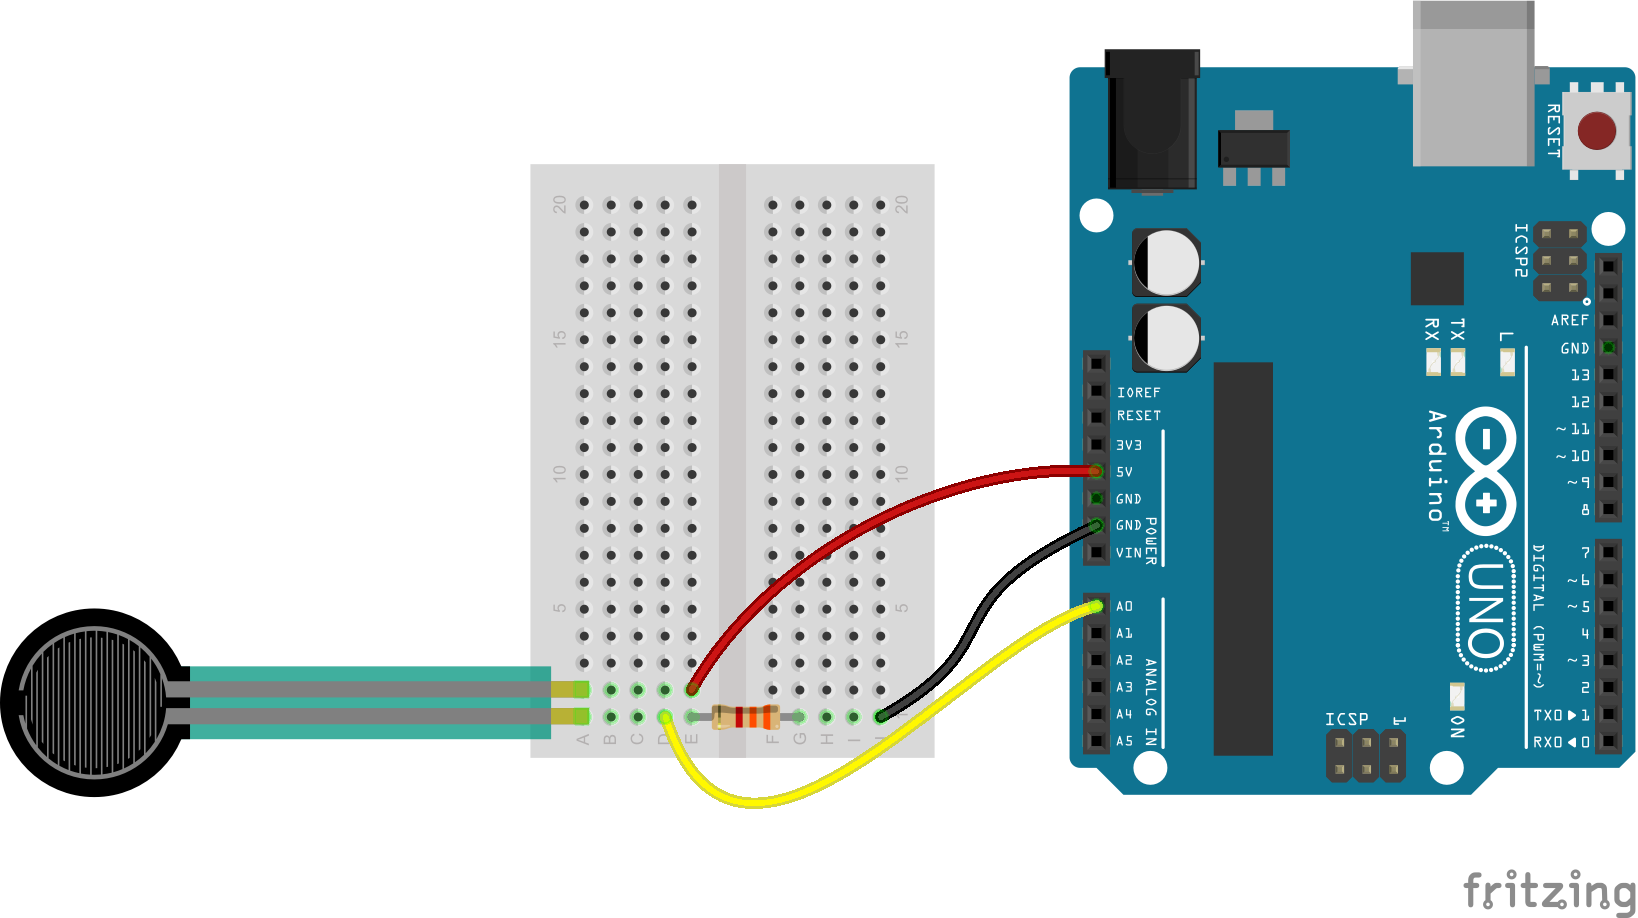 RESET
ICSP2
20 20
15 15
10 10
5 5
1
A B C D E F G H I J
IOREF
RESET
3V3
5V
GND
GND
VIN
POWER
A0
A1
A2
A3
A4
A5
ANALOG IN
RX TX L
AREF
GND
13
12
~11
~10
~9
8
7
~6
~5
4
~3
2
TX0▶1
RX0◀0
DIGITAL (PWM=~)
Arduino™
UNO
ON
ICSP 1
fritzing